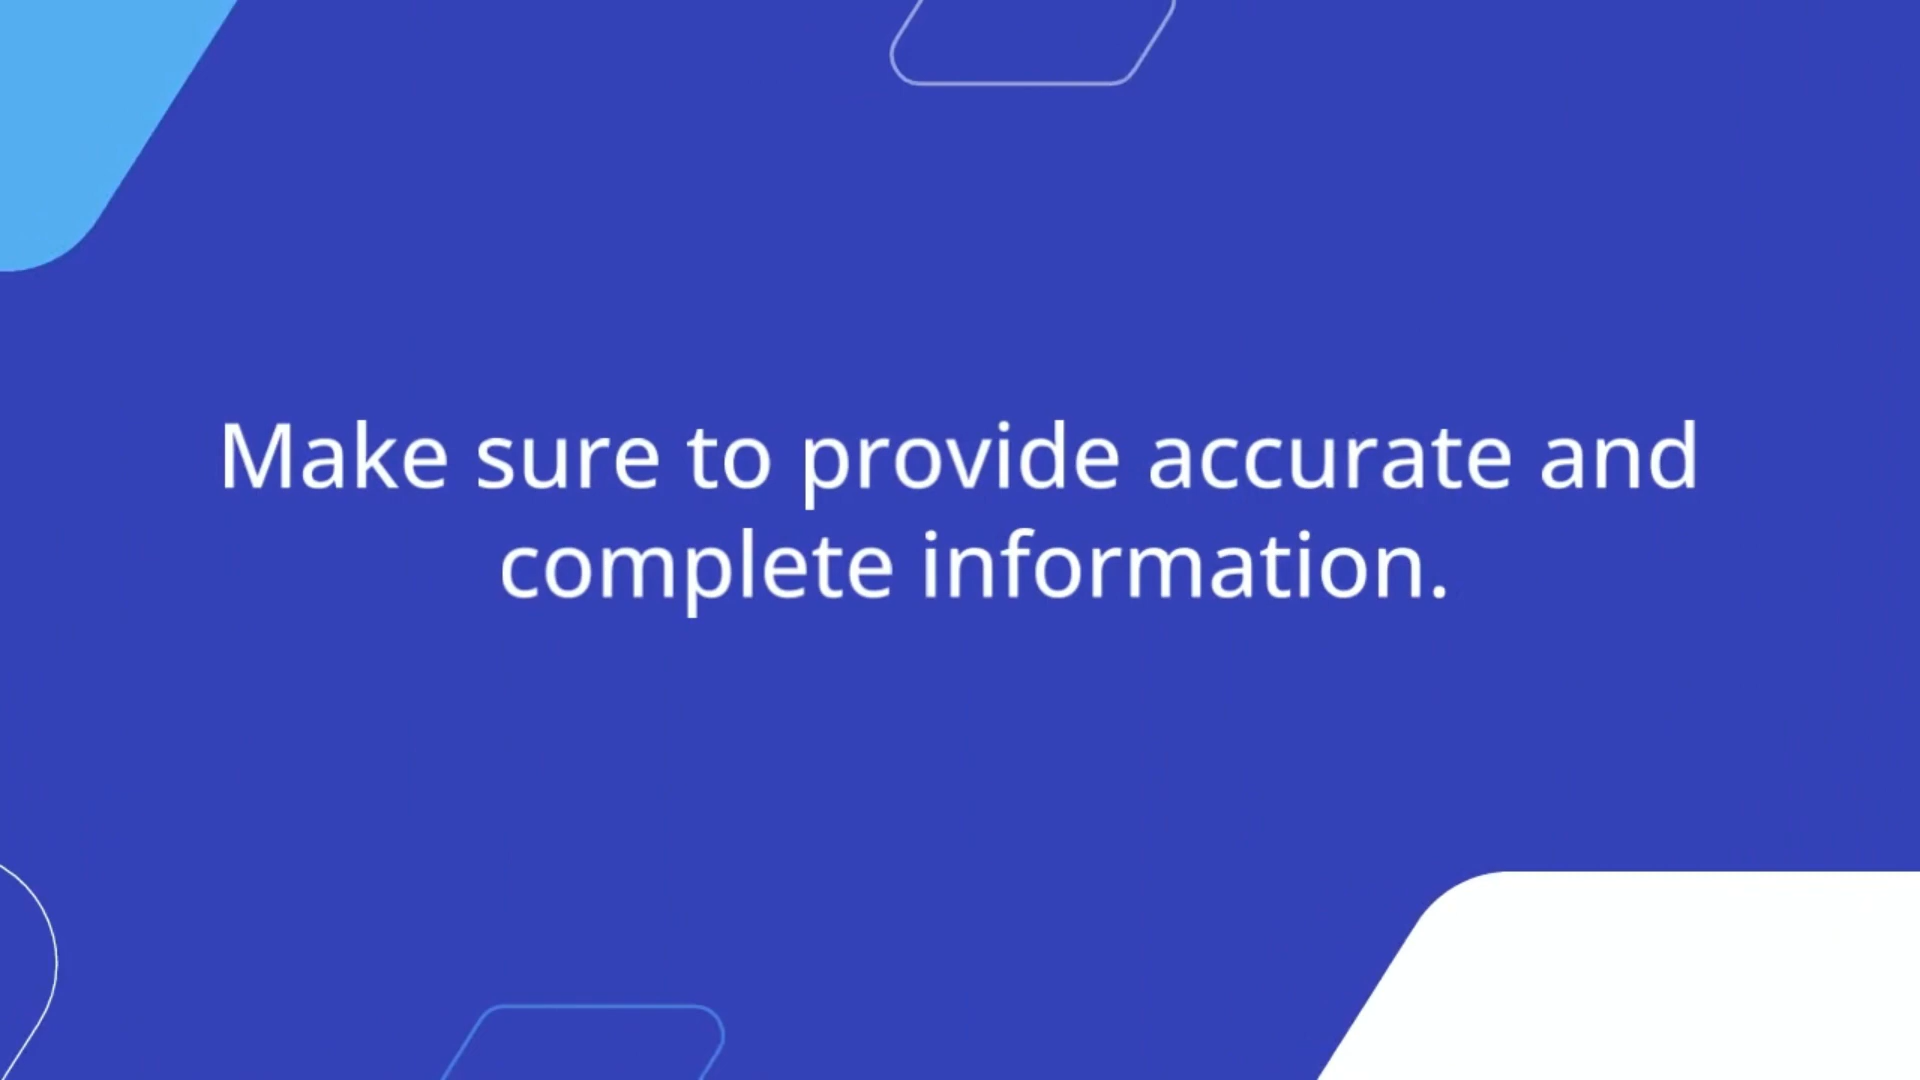 Make sure to provide accurate and
complete information.